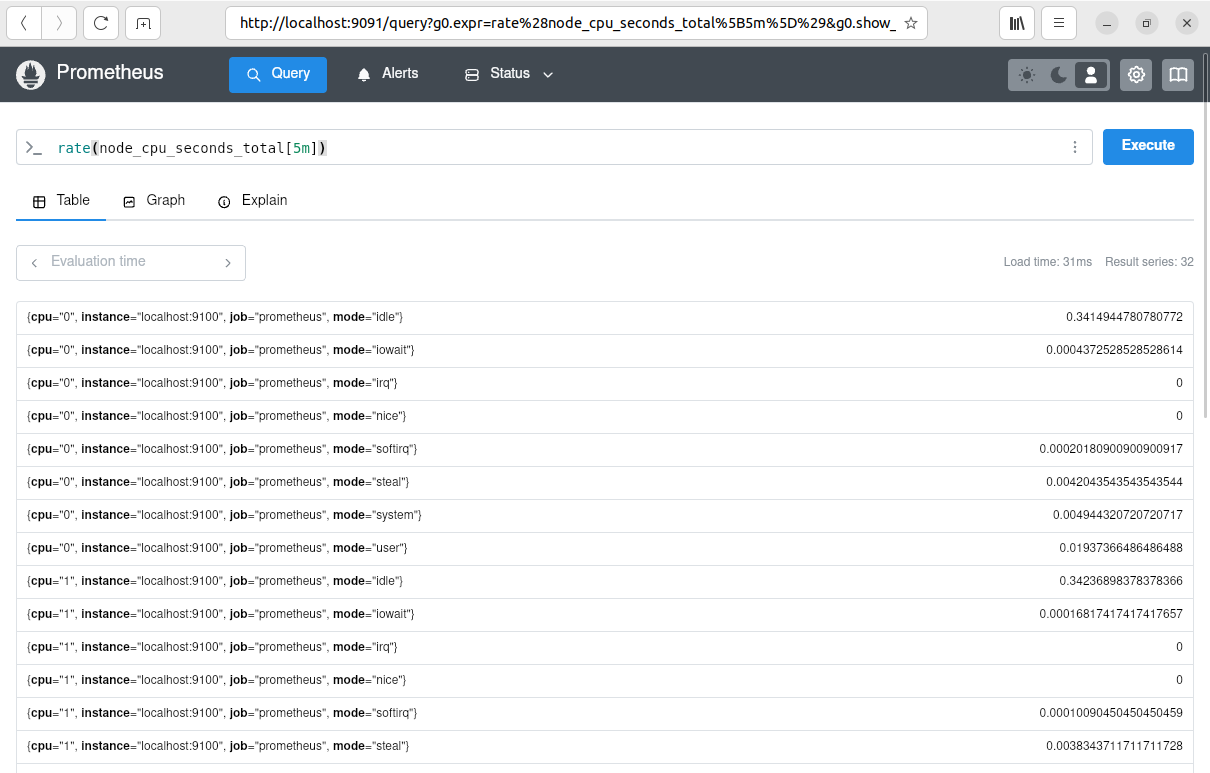 http://localhost:9091/query?g0.expr=rate%28node_cpu_seconds_total%5B5m%5D%29&g0.show_
Prometheus Query Alerts Status
>_ rate(node_cpu_seconds_total[5m]) Execute
Table Graph Explain
Evaluation time Load time: 31ms Result series: 32
{cpu="0", instance="localhost:9100", job="prometheus", mode="idle"} 0.3414944780780772
{cpu="0", instance="localhost:9100", job="prometheus", mode="iowait"} 0.0004372528528528614
{cpu="0", instance="localhost:9100", job="prometheus", mode="irq"} 0
{cpu="0", instance="localhost:9100", job="prometheus", mode="nice"} 0
{cpu="0", instance="localhost:9100", job="prometheus", mode="softirq"} 0.00020180900900900917
{cpu="0", instance="localhost:9100", job="prometheus", mode="steal"} 0.0042043543543543544
{cpu="0", instance="localhost:9100", job="prometheus", mode="system"} 0.004944320720720717
{cpu="0", instance="localhost:9100", job="prometheus", mode="user"} 0.01937366486486488
{cpu="1", instance="localhost:9100", job="prometheus", mode="idle"} 0.34236898378378366
{cpu="1", instance="localhost:9100", job="prometheus", mode="iowait"} 0.00016817417417417657
{cpu="1", instance="localhost:9100", job="prometheus", mode="irq"} 0
{cpu="1", instance="localhost:9100", job="prometheus", mode="nice"} 0
{cpu="1", instance="localhost:9100", job="prometheus", mode="softirq"} 0.00010090450450450459
{cpu="1", instance="localhost:9100", job="prometheus", mode="steal"} 0.0038343711711711728